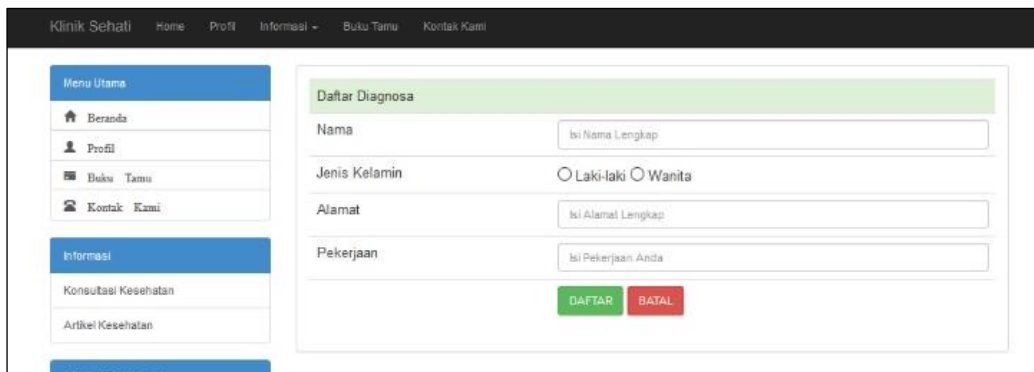 Klinik Sehati Home Profil Informasi Buku Tamu Kontak Kami
Menu Utama
Beranda
Profil
Buku Tamu
Kontak Kami
Informasi
Konsultasi Kesehatan
Artikel Kesehatan
Daftar Diagnosa
Nama Isi Nama Lengkap
Jenis Kelamin Laki-laki Wanita
Alamat Isi Alamat Lengkap
Pekerjaan Isi Pekerjaan Anda
DAFTAR BATAL